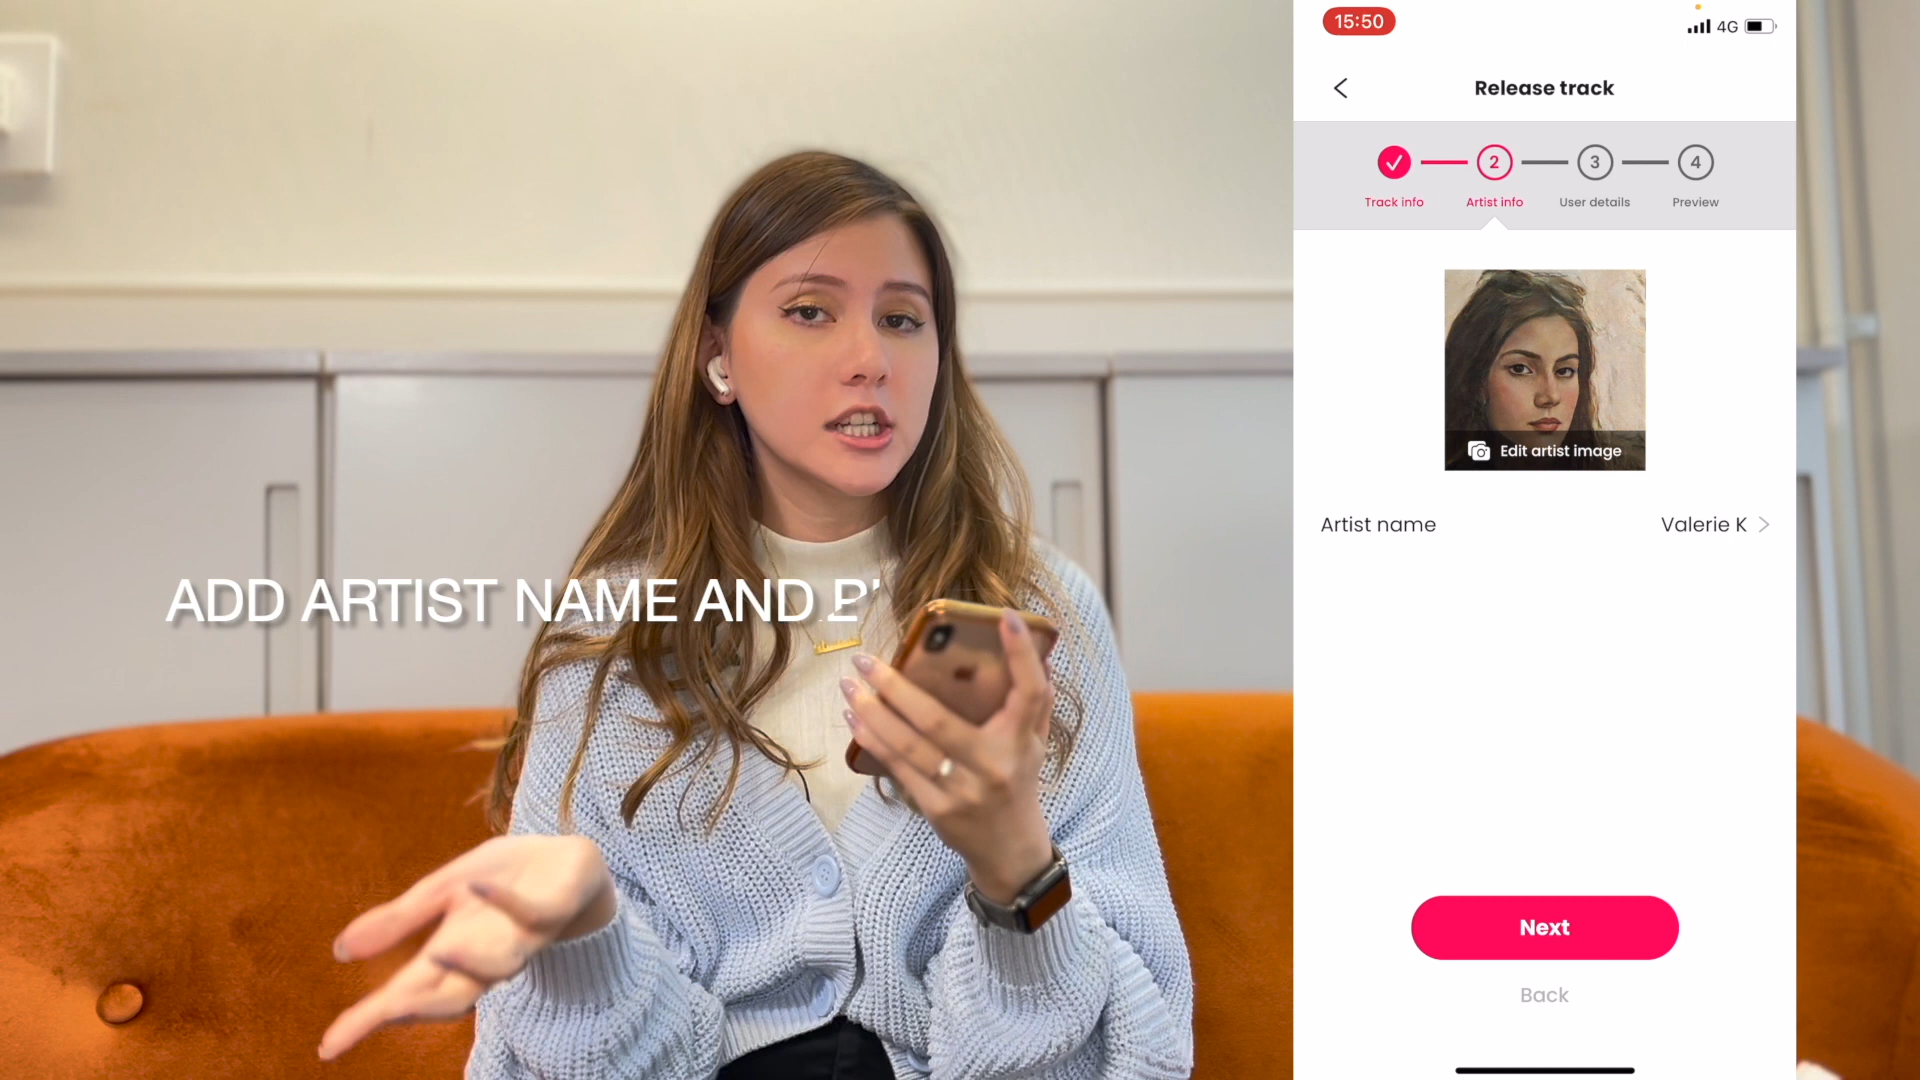 15:50
4G
Release track
2
3
4
Track info
Artist info
User details
Preview
Edit artist image
Artist name
Valerie K
ADD ARTIST NAME AND
Next
Back